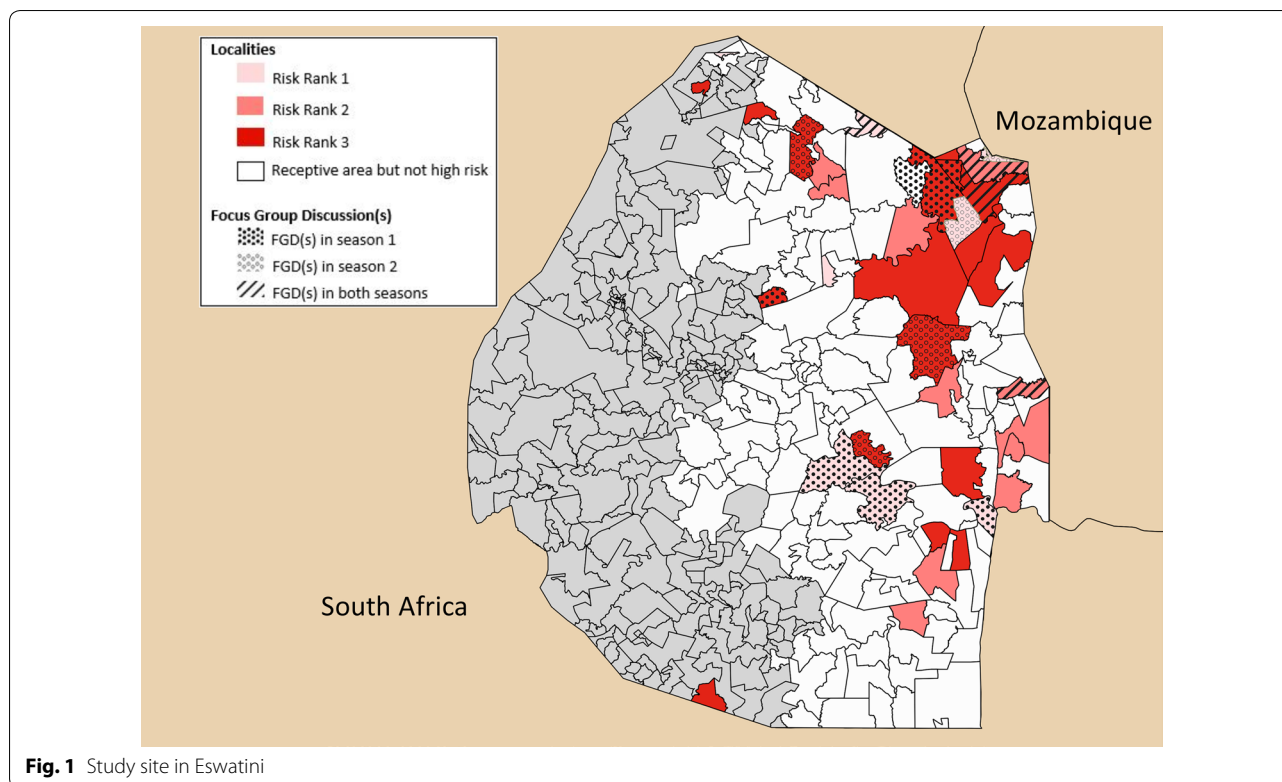 Localities
Risk Rank 1
Risk Rank 2
Risk Rank 3
Receptive area but not high risk
Focus Group Discussion(s)
FGD(s) in season 1
FGD(s) in season 2
FGD(s) in both seasons
Mozambique
South Africa
Fig. 1 Study site in Eswatini